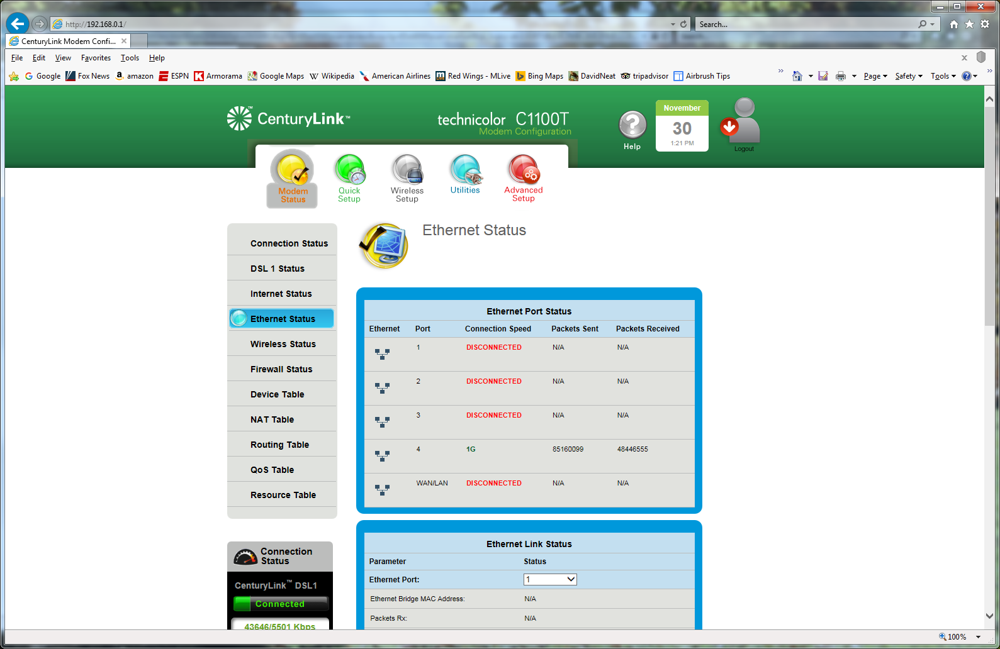 http://192.168.0.1/
Search...
CenturyLink Modem Confi...
File Edit View Favorites Tools Help
Google Fox News amazon ESPN Armorama Google Maps Wikipedia American Airlines Red Wings - MLive Bing Maps DavidNeat tripadvisor Airbrush Tips » Page Safety Tools »
CenturyLink™
technicolor C1100T
Modem Configuration
Help
November
30
1:21 PM
Logout
Modem Status
Quick Setup
Wireless Setup
Utilities
Advanced Setup
Connection Status
DSL 1 Status
Internet Status
Ethernet Status
Wireless Status
Firewall Status
Device Table
NAT Table
Routing Table
QoS Table
Resource Table
Connection Status
CenturyLink™ DSL1
Connected
43646/5501 Kbps
Ethernet Status
Ethernet Port Status
Ethernet Port Connection Speed Packets Sent Packets Received
1 DISCONNECTED N/A N/A
2 DISCONNECTED N/A N/A
3 DISCONNECTED N/A N/A
4 1G 85160099 48446555
WAN/LAN DISCONNECTED N/A N/A
Ethernet Link Status
Parameter Status
Ethernet Port: 1
Ethernet Bridge MAC Address: N/A
Packets Rx: N/A
100%